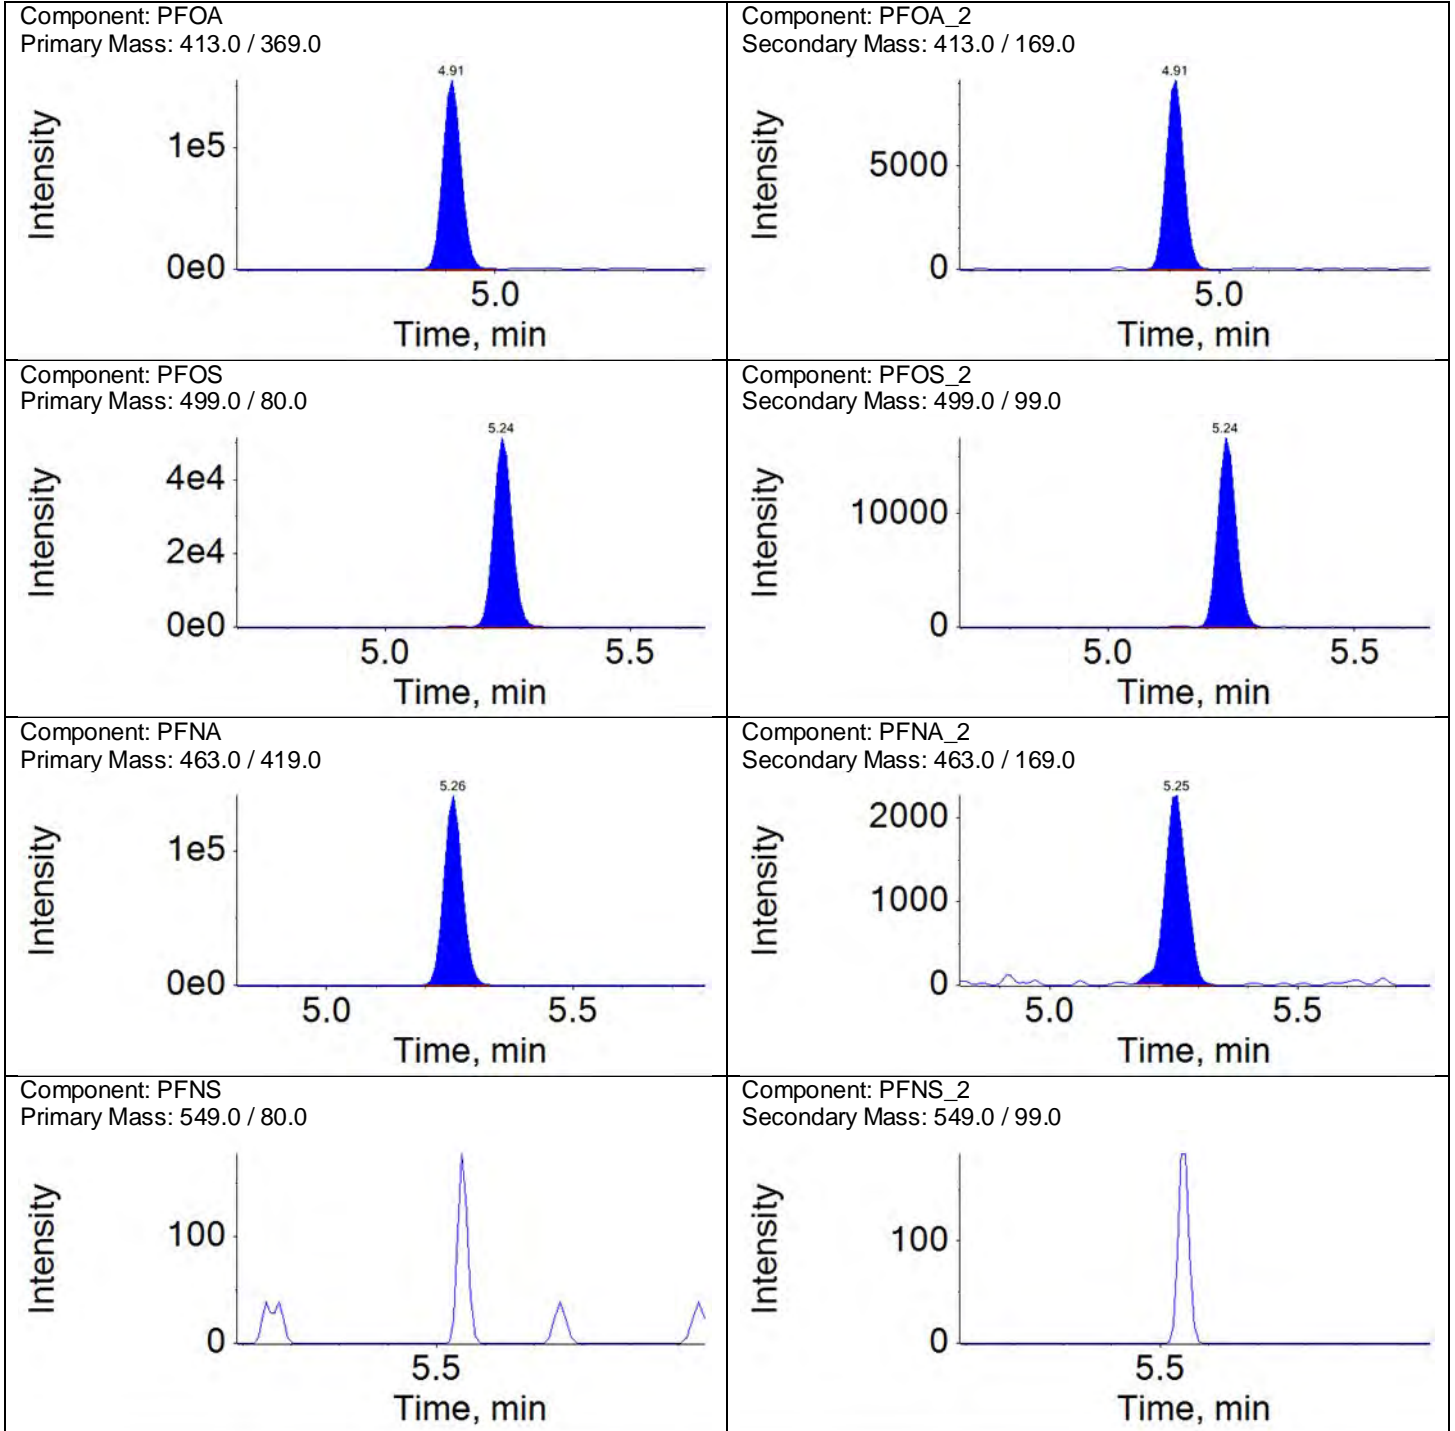 Component: PFOA
Primary Mass: 413.0 / 369.0
4.91
Intensity
1e5
0e0
5.0
Time, min
Component: PFOA_2
Secondary Mass: 413.0 / 169.0
4.91
Intensity
5000
0
5.0
Time, min
Component: PFOS
Primary Mass: 499.0 / 80.0
5.24
Intensity
4e4
2e4
0e0
5.0 5.5
Time, min
Component: PFOS_2
Secondary Mass: 499.0 / 99.0
5.24
Intensity
10000
0
5.0 5.5
Time, min
Component: PFNA
Primary Mass: 463.0 / 419.0
5.26
Intensity
1e5
0e0
5.0 5.5
Time, min
Component: PFNA_2
Secondary Mass: 463.0 / 169.0
5.25
Intensity
2000
1000
0
5.0 5.5
Time, min
Component: PFNS
Primary Mass: 549.0 / 80.0
Intensity
100
0
5.5
Time, min
Component: PFNS_2
Secondary Mass: 549.0 / 99.0
Intensity
100
0
5.5
Time, min